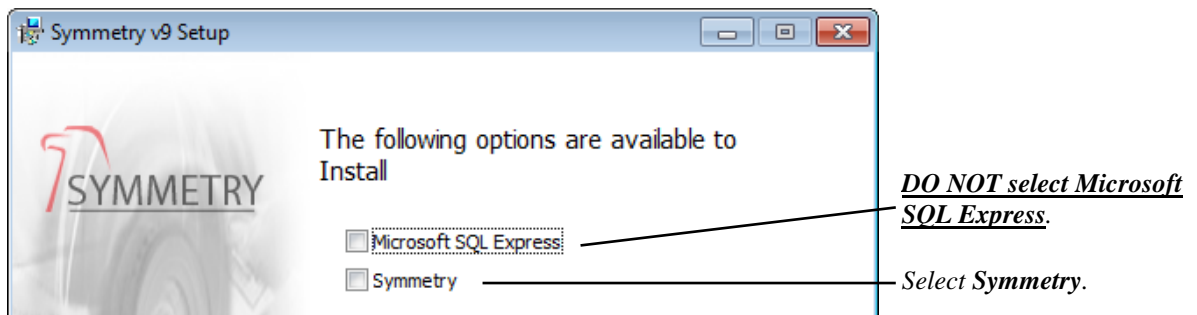 Symmetry v9 Setup
SYMMETRY
The following options are available to
Install
Microsoft SQL Express
Symmetry
DO NOT select Microsoft
SQL Express.
Select Symmetry.